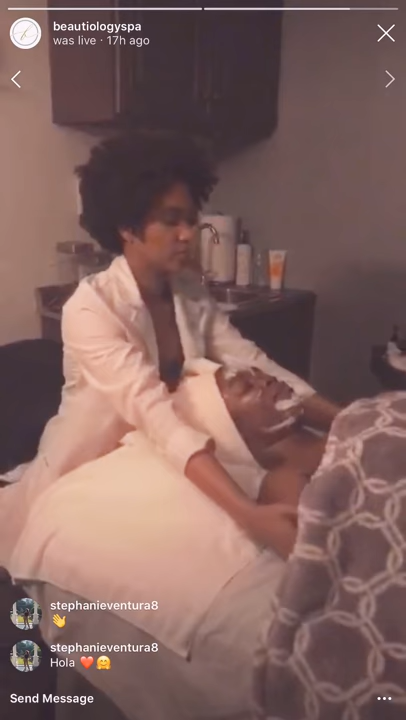 beautiologyspa
was live · 17h ago
stephanieventura8
👋
stephanieventura8
Hola ❤️🤗
Send Message